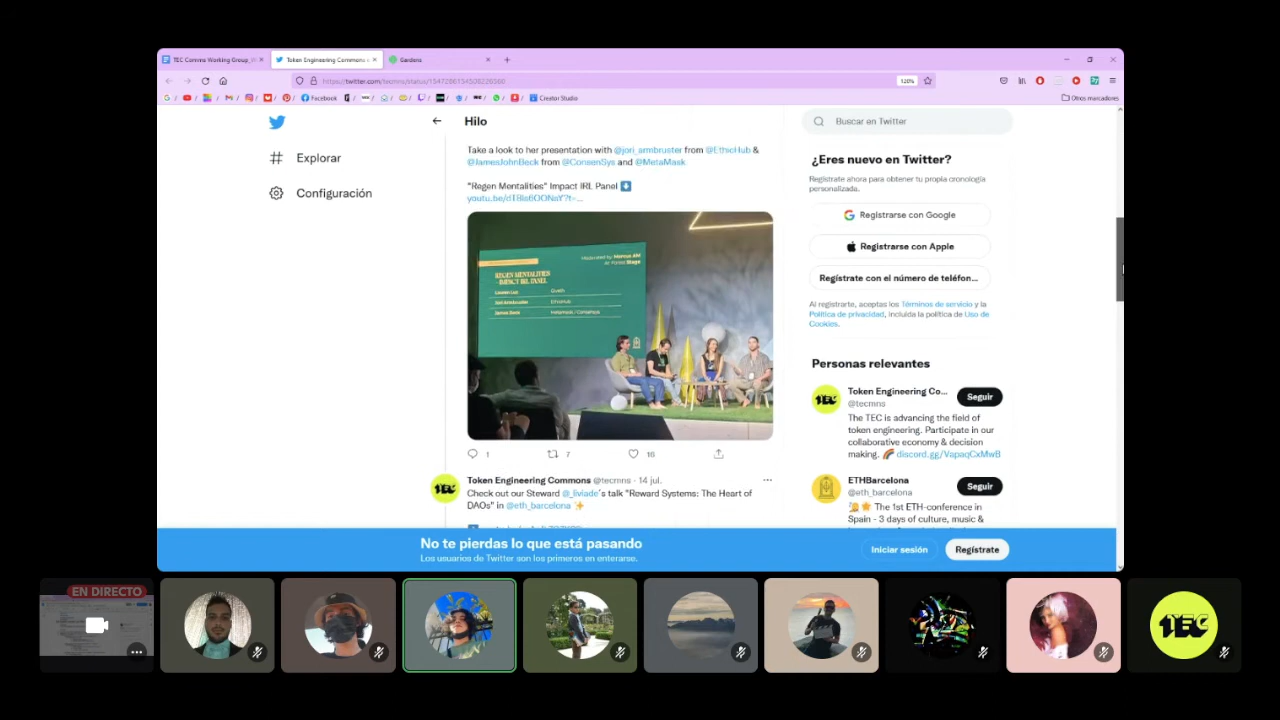 TEC Comms Working Group_
Token Engineering Commons
Gardens
120%
Facebook
Creator Studio
Otros marcadores
Hilo
Buscar en Twitter
Explorar
Configuración
Take a look to her presentation with @jori_armbruster from @EthicHub &
@JamesJohnBeck from @ConsenSys and @MetaMask
"Regen Mentalities" Impact IRL Panel
REGEN MENTALITIES
- IMPACT IRL PANEL
¿Eres nuevo en Twitter?
Regístrate ahora para obtener tu propia cronología
personalizada.
Registrarse con Google
Registrarse con Apple
Regístrate con el número de teléfon...
Al registrarte, aceptas los Términos de servicio y la
Política de privacidad, incluida la política de Uso de
Cookies.
Personas relevantes
Token Engineering Co...
@tecmns
Seguir
The TEC is advancing the field of
token engineering. Participate in our
collaborative economy & decision
making. discord.gg/VapaqCxMwB
ETHBarcelona
@eth_barcelona
Seguir
The 1st ETH-conference in
Spain - 3 days of culture, music &
1
7
16
TEC
Token Engineering Commons @tecmns · 14 jul.
Check out our Steward @_liviade's talk "Reward Systems: The Heart of
DAOs" in @eth_barcelona
No te pierdas lo que está pasando
Los usuarios de Twitter son los primeros en enterarse.
Iniciar sesión
Regístrate
EN DIRECTO
TEC